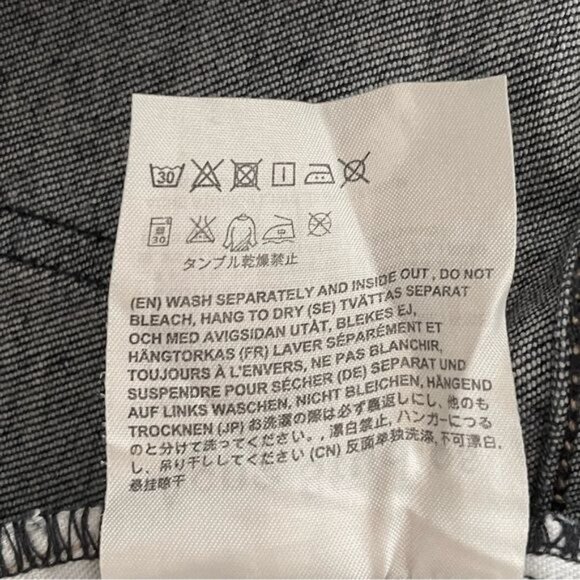 30
30
タンブル乾燥禁止
(EN) WASH SEPARATELY AND INSIDE OUT , DO NOT
BLEACH, HANG TO DRY (SE) TVÄTTAS SEPARAT
OCH MED AVIGSIDAN UTÅT, BLEKES EJ,
HÄNGTORKAS (FR) LAVER SÉPARÉMENT ET
TOUJOURS À L'ENVERS, NE PAS BLANCHIR,
SUSPENDRE POUR SÉCHER (DE) SEPARAT UND
AUF LINKS WASCHEN, NICHT BLEICHEN, HÄNGEND
TROCKNEN (JP) お洗濯の際は必ず裏返しにし、他のも
のと分けて洗ってください。, 漂白禁止, ハンガーにつる
し、吊り干ししてください (CN) 反面单独洗涤,不可漂白,
悬挂晾干